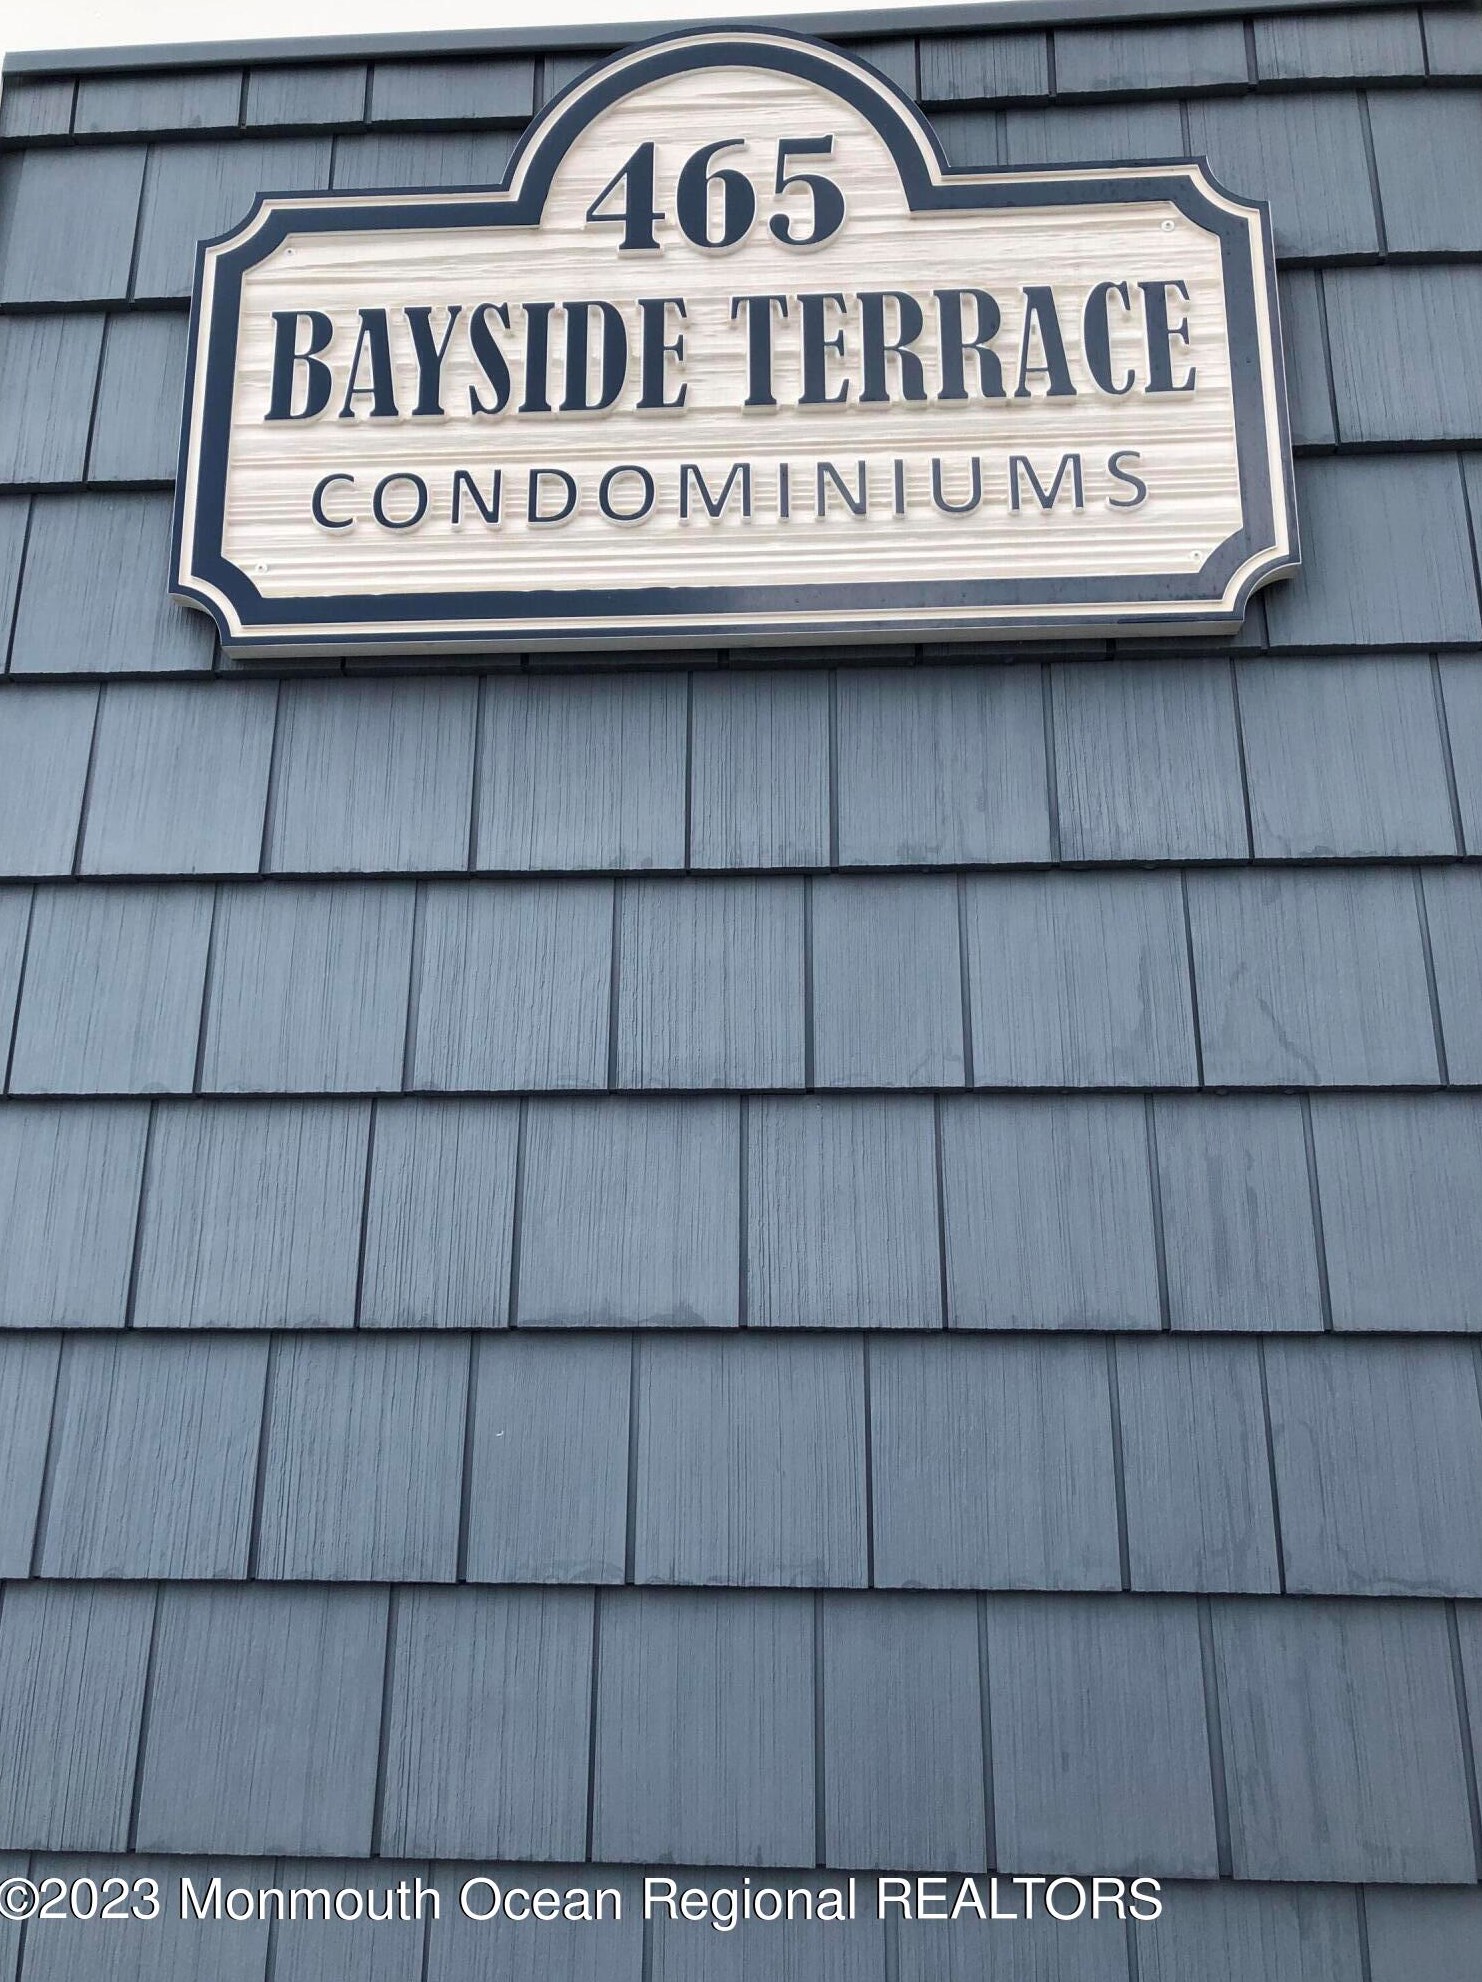 465
BAYSIDE TERRACE
CONDOMINIUMS
©2023 Monmouth Ocean Regional REALTORS